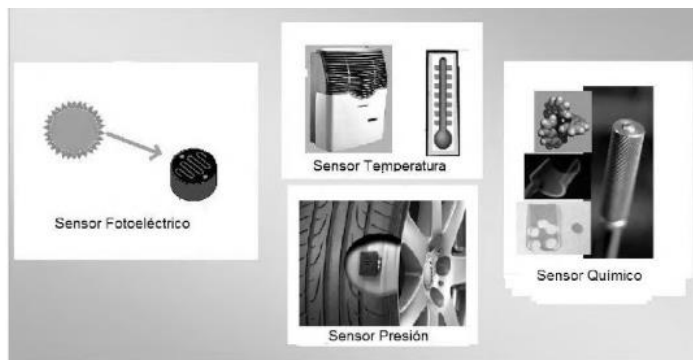 Sensor Fotoeléctrico
Sensor Temperatura
Sensor Presión
Sensor Químico